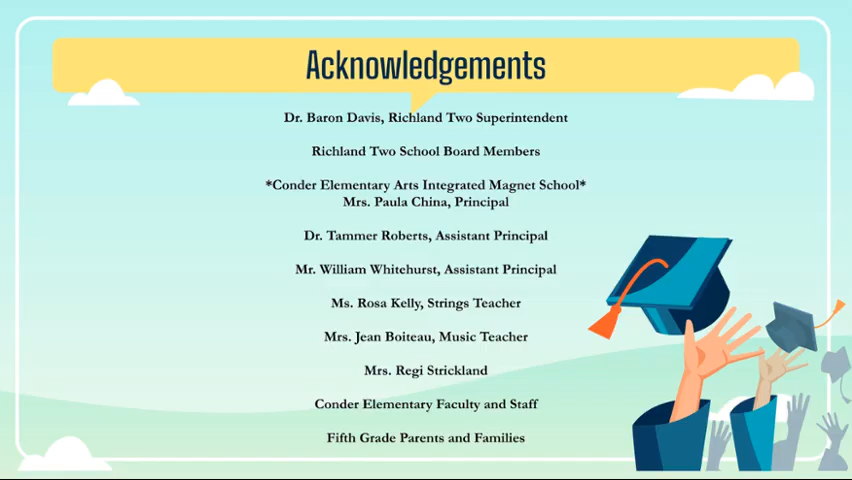 Acknowledgements
Dr. Baron Davis, Richland Two Superintendent
Richland Two School Board Members
*Conder Elementary Arts Integrated Magnet School*
Mrs. Paula China, Principal
Dr. Tammer Roberts, Assistant Principal
Mr. William Whitehurst, Assistant Principal
Ms. Rosa Kelly, Strings Teacher
Mrs. Jean Boiteau, Music Teacher
Mrs. Regi Strickland
Conder Elementary Faculty and Staff
Fifth Grade Parents and Families